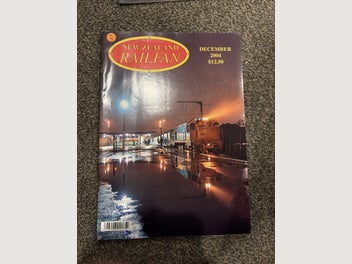 NEW ZEALAND
RAILFAN
DECEMBER
2004
$12.50